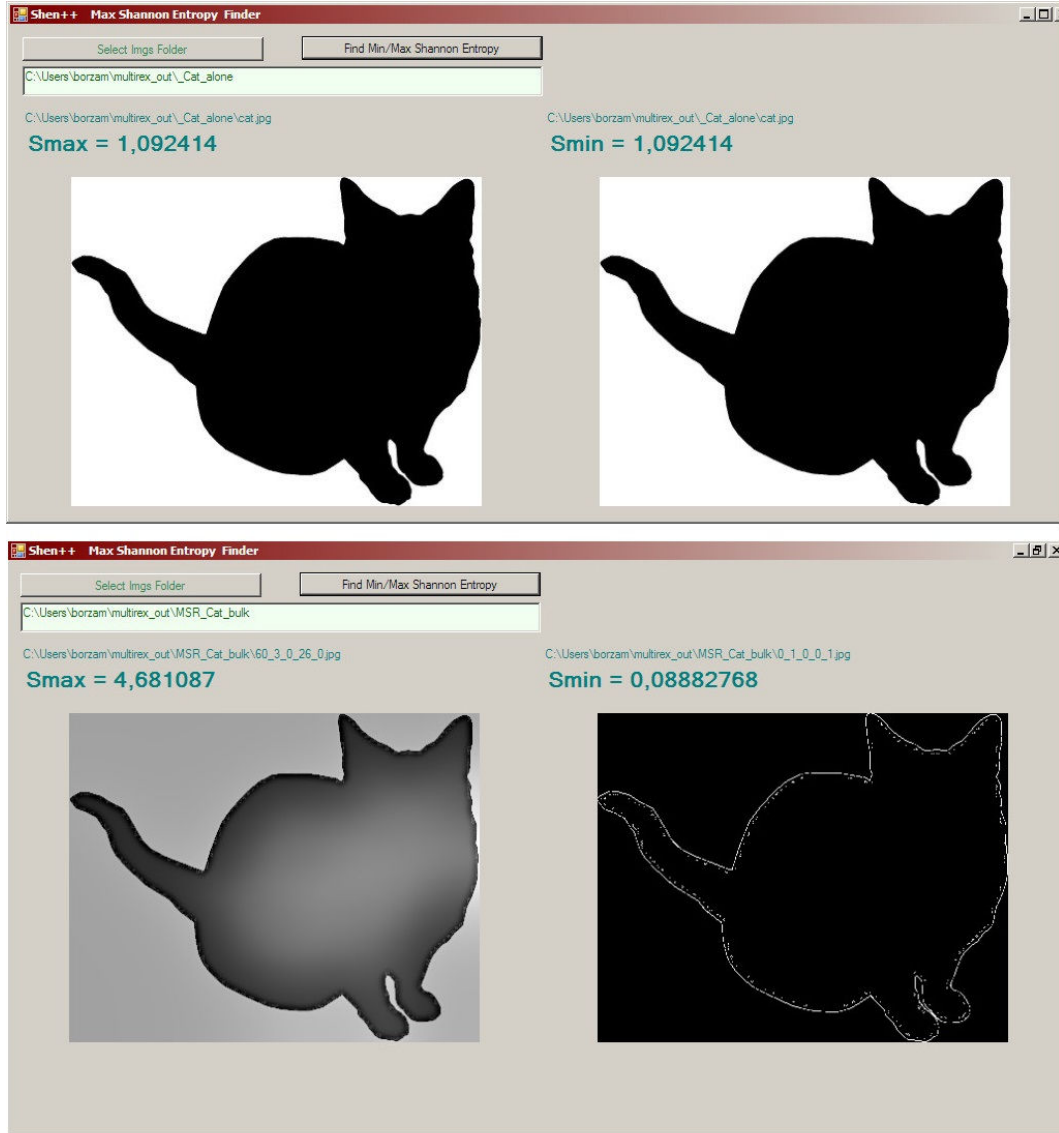 Shen++ Max Shannon Entropy Finder
Select Imgs Folder
Find Min/Max Shannon Entropy
C:\Users\borzam\multirex_out\_Cat_alone
C:\Users\borzam\multirex_out\_Cat_alone\cat.jpg
Smax = 1,092414
C:\Users\borzam\multirex_out\_Cat_alone\cat.jpg
Smin = 1,092414
Shen++ Max Shannon Entropy Finder
Select Imgs Folder
Find Min/Max Shannon Entropy
C:\Users\borzam\multirex_out\MSR_Cat_bulk
C:\Users\borzam\multirex_out\MSR_Cat_bulk\60_3_0_26_0.jpg
Smax = 4,681087
C:\Users\borzam\multirex_out\MSR_Cat_bulk\0_1_0_0_1.jpg
Smin = 0,08882768